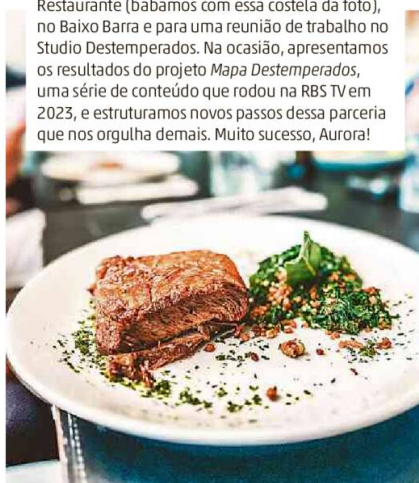 Restaurante (babamos com essa costela da foto),
no Baixo Barra e para uma reunião de trabalho no
Studio Destemperados. Na ocasião, apresentamos
os resultados do projeto Mapa Destemperados,
uma série de conteúdo que rodou na RBS TV em
2023, e estruturamos novos passos dessa parceria
que nos orgulha demais. Muito sucesso, Aurora!